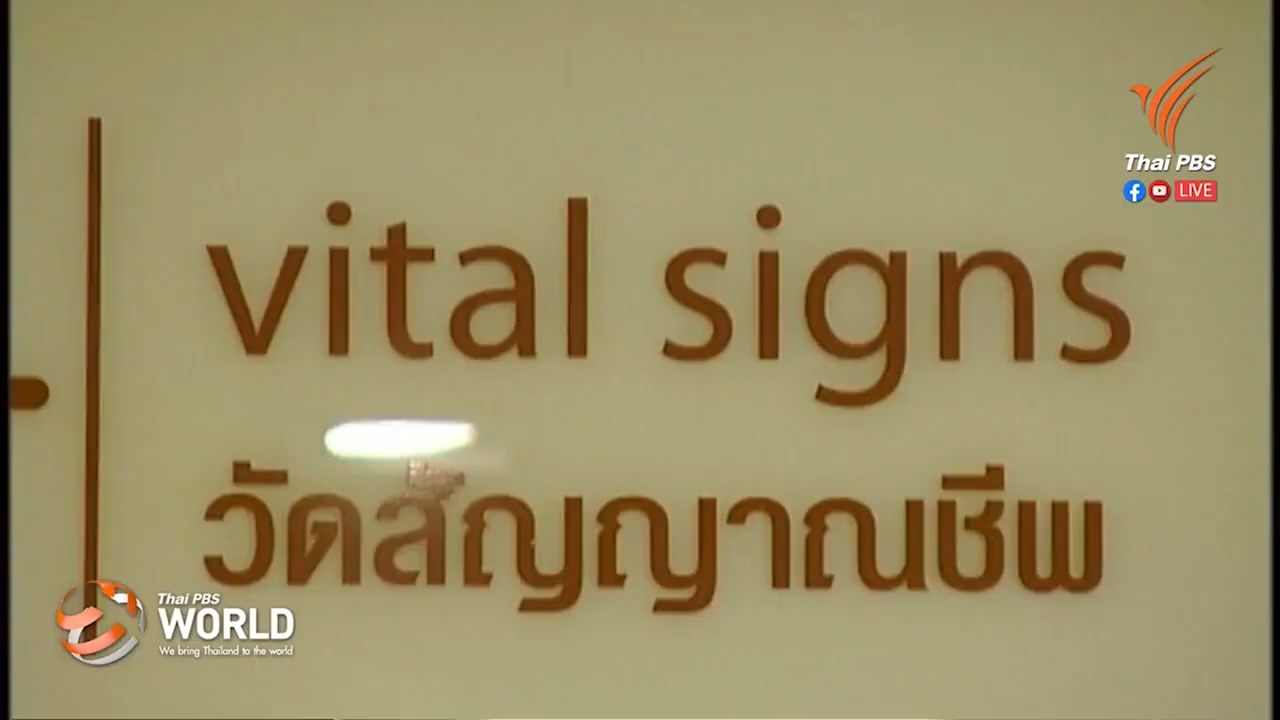 Thai PBS
LIVE
vital signs
วัดสัญญาณชีพ
Thai PBS
WORLD
We bring Thailand to the world